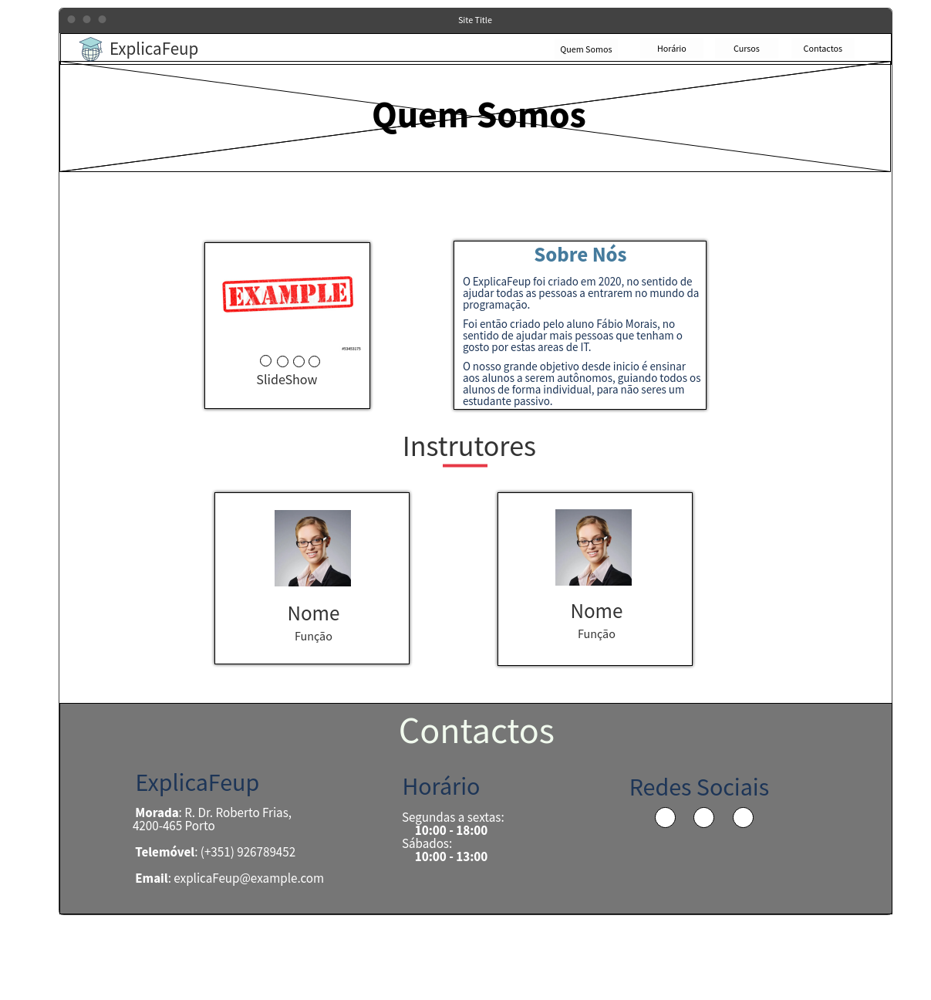 Site Title
ExplicaFeup
Quem Somos
Horário
Cursos
Contactos
Quem Somos
EXAMPLE
#53453175
SlideShow
Sobre Nós
O ExplicaFeup foi criado em 2020, no sentido de
ajudar todas as pessoas a entrarem no mundo da
programação.
Foi então criado pelo aluno Fábio Morais, no
sentido de ajudar mais pessoas que tenham o
gosto por estas areas de IT.
O nosso grande objetivo desde inicio é ensinar
aos alunos a serem autônomos, guiando todos os
alunos de forma individual, para não seres um
estudante passivo.
Instrutores
Nome
Função
Nome
Função
Contactos
ExplicaFeup
Morada: R. Dr. Roberto Frias,
4200-465 Porto
Telemóvel: (+351) 926789452
Email: explicaFeup@example.com
Horário
Segundas a sextas:
10:00 - 18:00
Sábados:
10:00 - 13:00
Redes Sociais